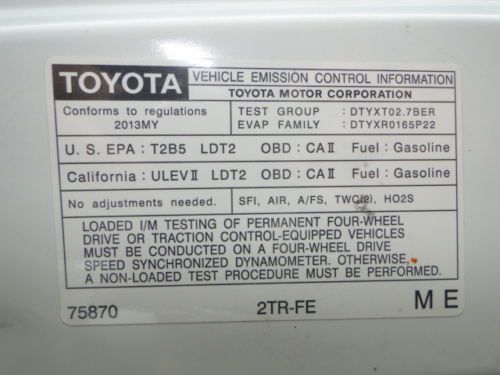 TOYOTA VEHICLE EMISSION CONTROL INFORMATION
TOYOTA MOTOR CORPORATION
Conforms to regulations
2013MY
TEST GROUP : DTYXT02.7BER
EVAP FAMILY : DTYXR0165P22
U. S. EPA : T2B5 LDT2 OBD : CAⅡ Fuel : Gasoline
California : ULEVⅡ LDT2 OBD : CAⅡ Fuel : Gasoline
No adjustments needed.
SFI, AIR, A/FS, TWC(2), HO2S
LOADED I/M TESTING OF PERMANENT FOUR-WHEEL
DRIVE OR TRACTION CONTROL-EQUIPPED VEHICLES
MUST BE CONDUCTED ON A FOUR-WHEEL DRIVE
SPEED SYNCHRONIZED DYNAMOMETER. OTHERWISE,
A NON-LOADED TEST PROCEDURE MUST BE PERFORMED.
75870 2TR-FE M E